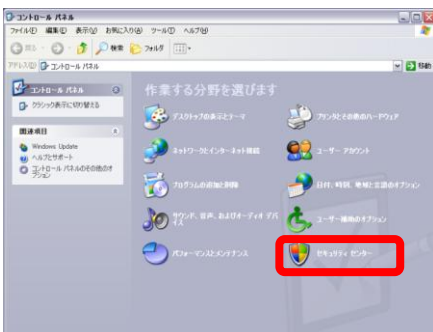 コントロール パネル
ファイル(F) 編集(E) 表示(V) お気に入り(A) ツール(T) ヘルプ(H)
戻る 検索 フォルダ
アドレス(D) コントロール パネル 移動
コントロール パネル
クラシック表示に切り替える
関連項目
Windows Update
ヘルプとサポート
コントロール パネルのその他のオプション
作業する分野を選びます
デスクトップの表示とテーマ
プリンタとその他のハードウェア
ネットワークとインターネット接続
ユーザー アカウント
プログラムの追加と削除
日付、時刻、地域と言語のオプション
サウンド、音声、およびオーディオ デバ
イス
ユーザー補助のオプション
パフォーマンスとメンテナンス
セキュリティ センター